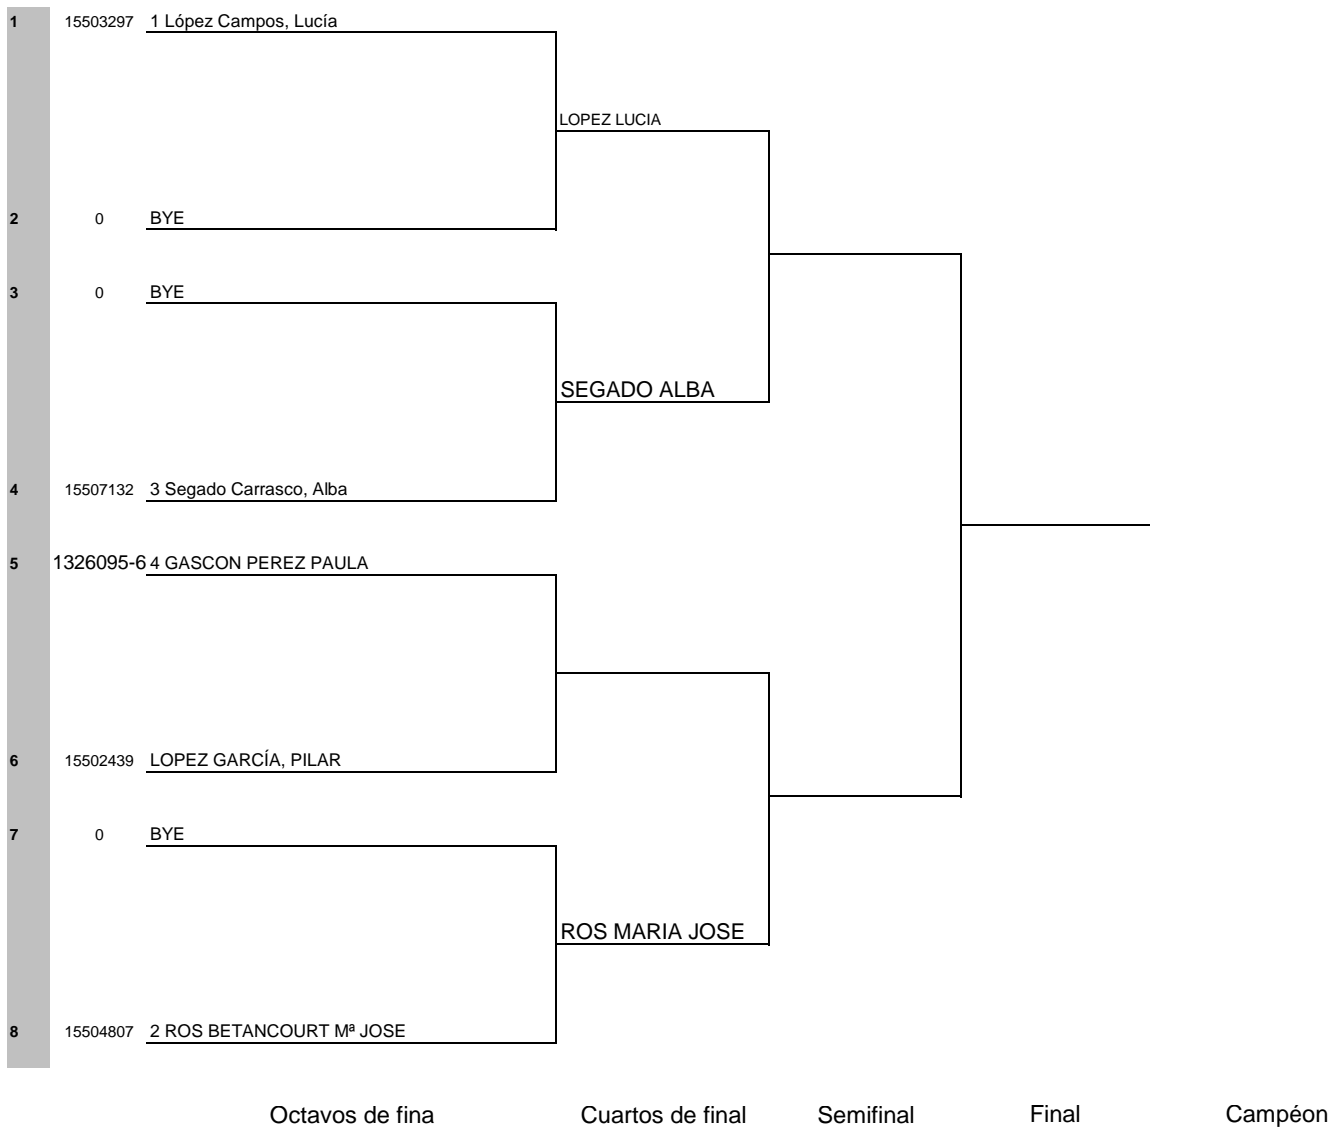 1 15503297 1 López Campos, Lucía
LOPEZ LUCIA
2 0 BYE
3 0 BYE
SEGADO ALBA
4 15507132 3 Segado Carrasco, Alba
5 1326095-6 4 GASCON PEREZ PAULA
6 15502439 LOPEZ GARCÍA, PILAR
7 0 BYE
ROS MARIA JOSE
8 15504807 2 ROS BETANCOURT Mª JOSE
Octavos de fina Cuartos de final Semifinal Final Campéon